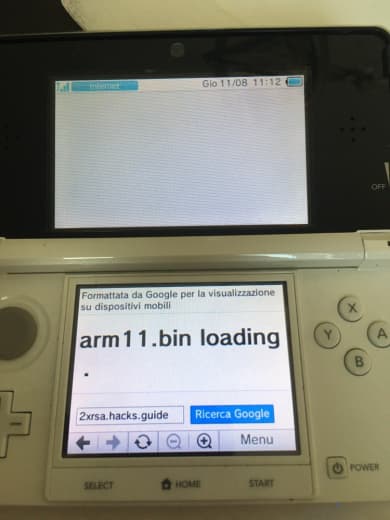 Internet
Gio 11/08 11:12
OFF
Formattata da Google per la visualizzazione
su dispositivi mobili
arm11.bin loading
.
2xrsa.hacks.guide
Ricerca Google
Menu
X
Y
A
B
POWER
SELECT
HOME
START